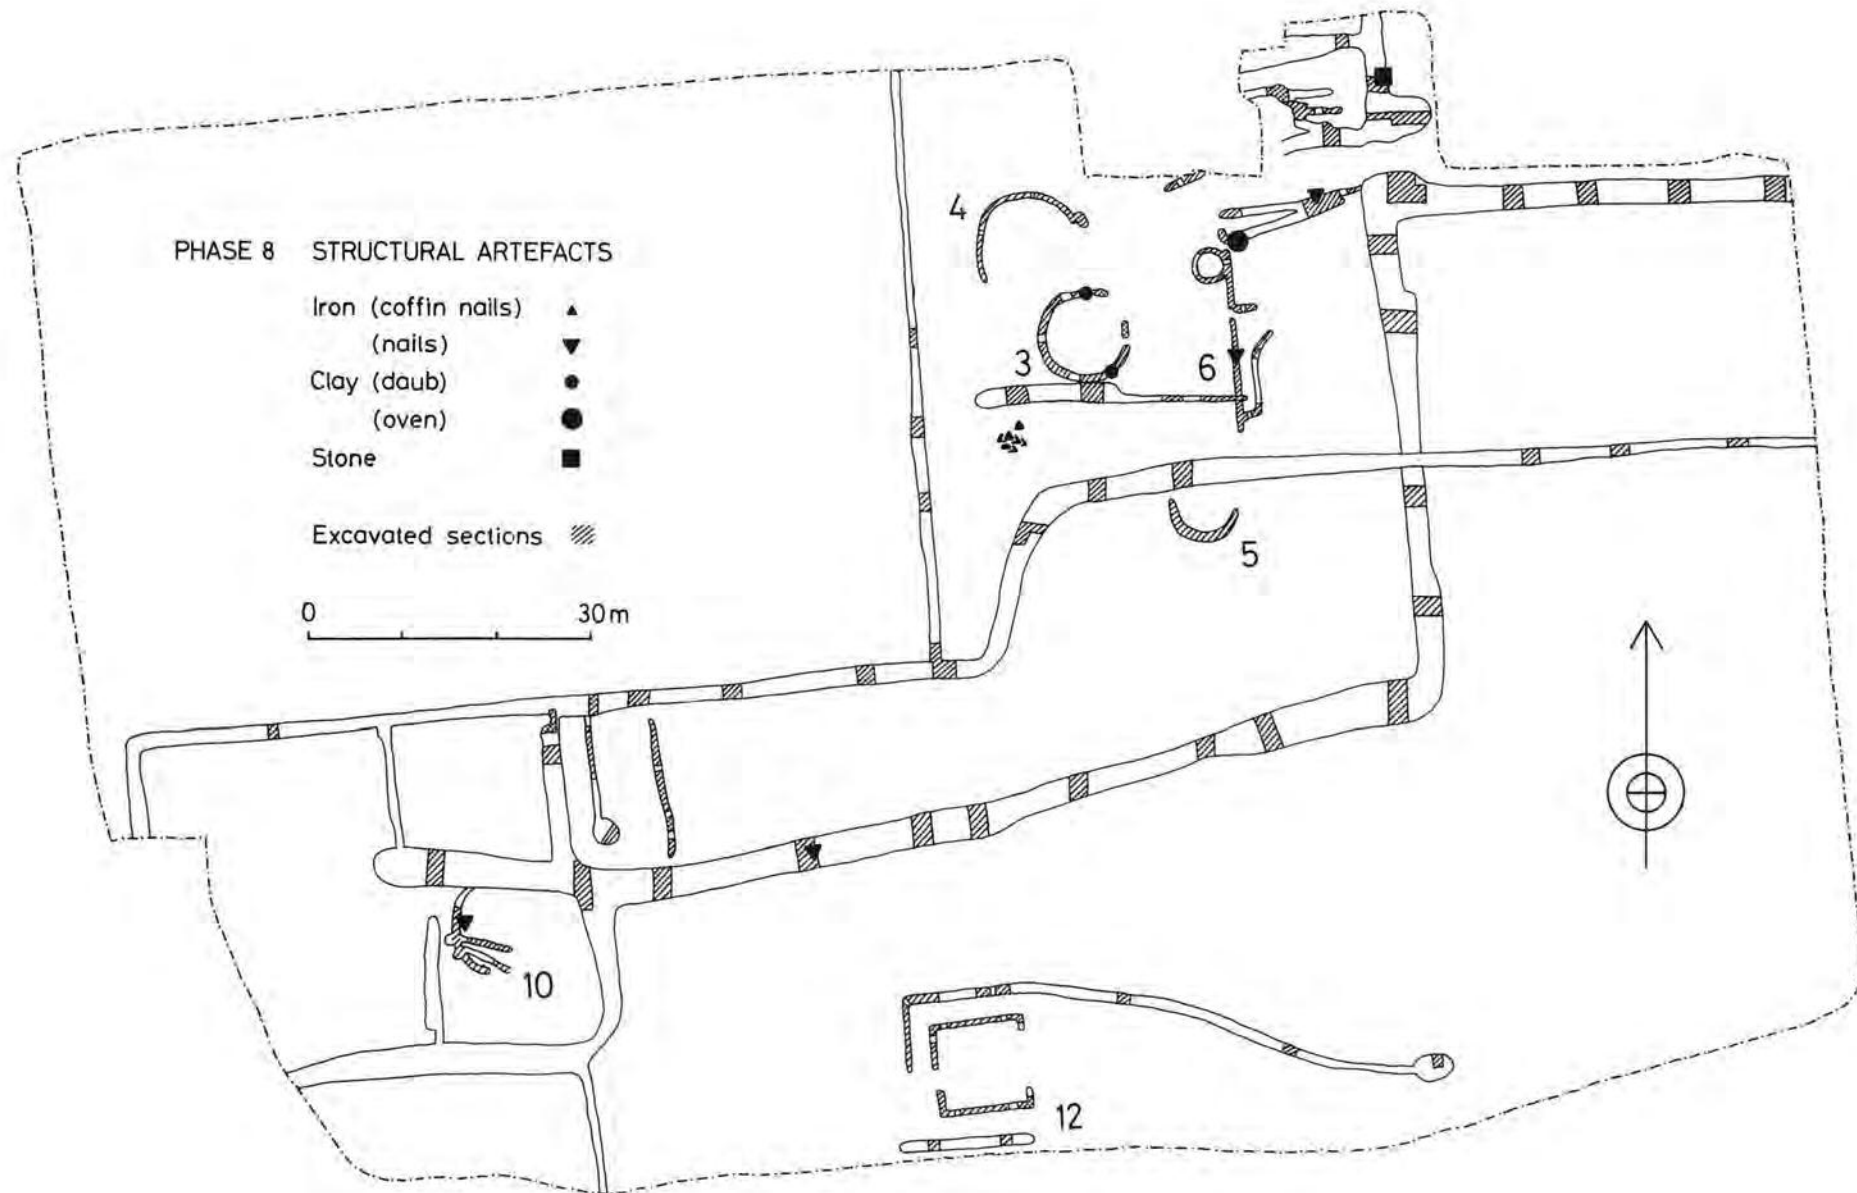 PHASE 8 STRUCTURAL ARTEFACTS
Iron (coffin nails)
(nails)
Clay (daub)
(oven)
Stone
Excavated sections
0 30m
4
3
6
5
10
12